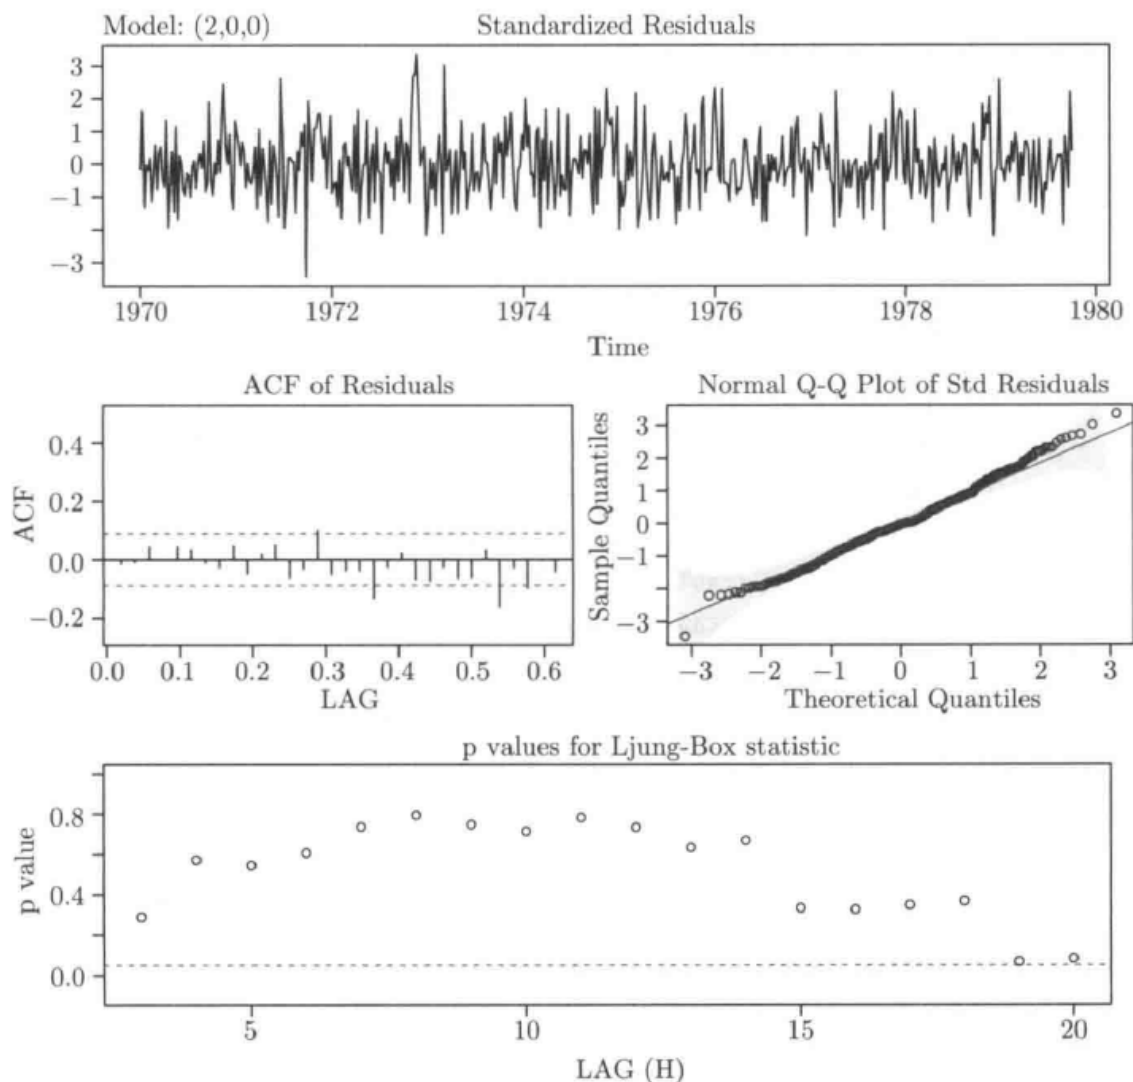 Model: (2,0,0) Standardized Residuals
3
2
1
0
−1
−3
1970 1972 1974 1976 1978 1980
Time
ACF of Residuals
0.4
0.2
0.0
−0.2
ACF
0.0 0.1 0.2 0.3 0.4 0.5 0.6
LAG
Normal Q-Q Plot of Std Residuals
3
2
1
0
−1
−3
Sample Quantiles
−3 −2 −1 0 1 2 3
Theoretical Quantiles
p values for Ljung-Box statistic
0.8
0.4
0.0
p value
5 10 15 20
LAG (H)